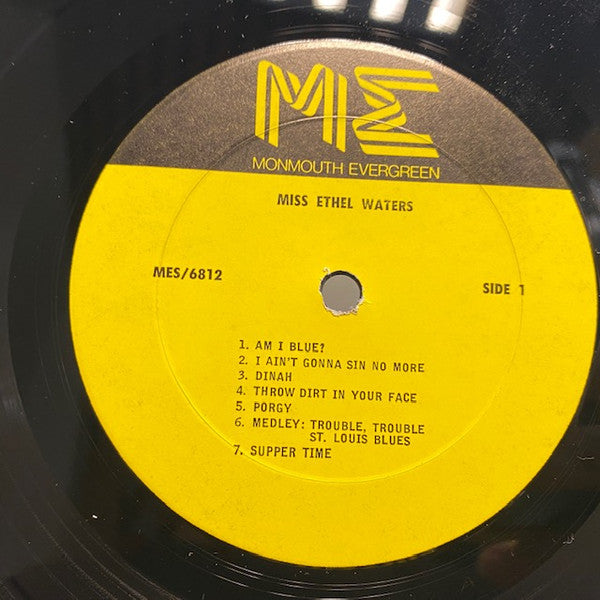 ME
MONMOUTH EVERGREEN
MISS ETHEL WATERS
MES/6812
SIDE 1
1. AM I BLUE?
2. I AIN'T GONNA SIN NO MORE
3. DINAH
4. THROW DIRT IN YOUR FACE
5. PORGY
6. MEDLEY: TROUBLE, TROUBLE
ST. LOUIS BLUES
7. SUPPER TIME